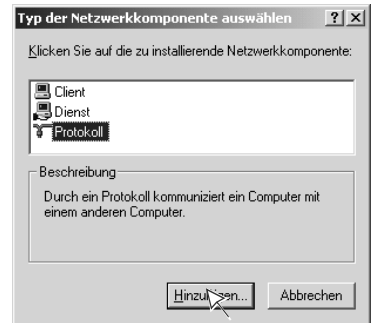 Typ der Netzwerkkomponente auswählen
Klicken Sie auf die zu installierende Netzwerkkomponente:
Client
Dienst
Protokoll
Beschreibung
Durch ein Protokoll kommuniziert ein Computer mit
einem anderen Computer.
Hinzufügen... Abbrechen